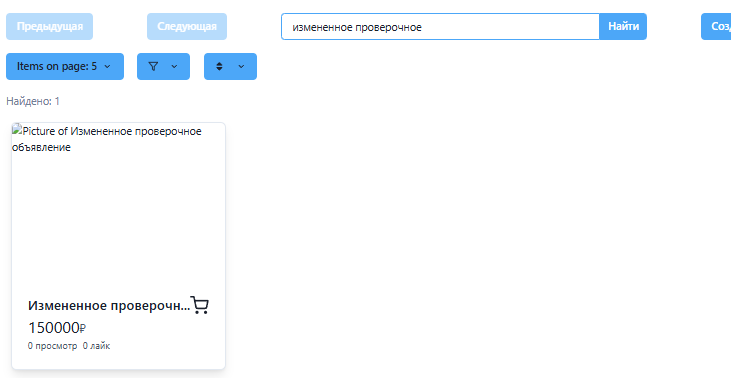 Предыдущая
Следующая
измененное проверочное
Найти
Соз
Items on page: 5
Найдено: 1
Picture of Измененное проверочное
объявление
Измененное проверочн...
150000₽
0 просмотр 0 лайк